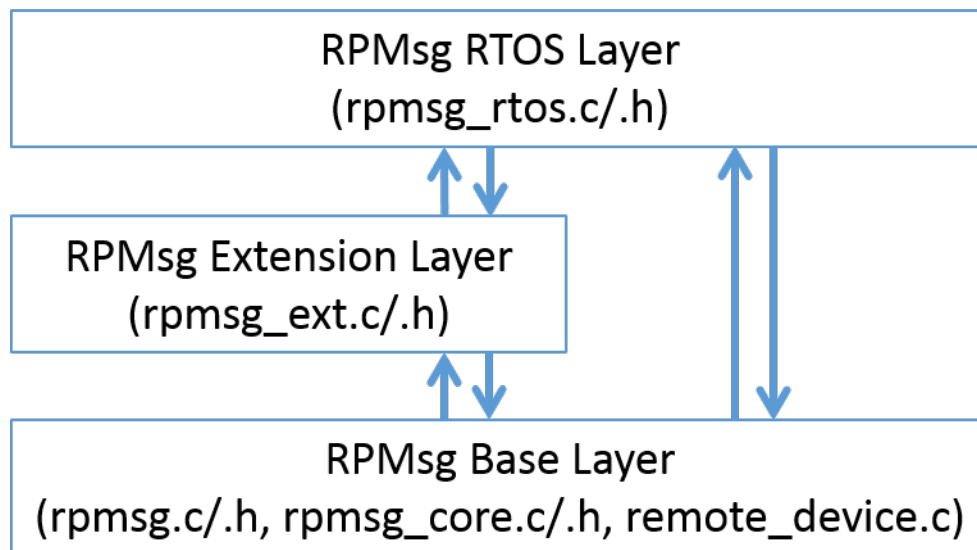 RPMsg RTOS Layer
(rpmsg_rtos.c/.h)
RPMsg Extension Layer
(rpmsg_ext.c/.h)
RPMsg Base Layer
(rpmsg.c/.h, rpmsg_core.c/.h, remote_device.c)